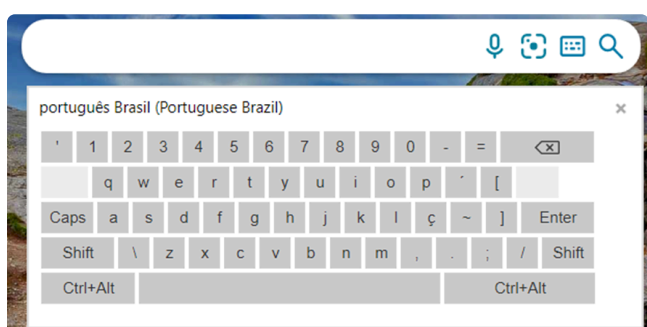 português Brasil (Portuguese Brazil) ×
' 1 2 3 4 5 6 7 8 9 0 - =
q w e r t y u i o p ´ [
Caps a s d f g h j k l ç ~ ] Enter
Shift \ z x c v b n m , . ; / Shift
Ctrl+Alt Ctrl+Alt